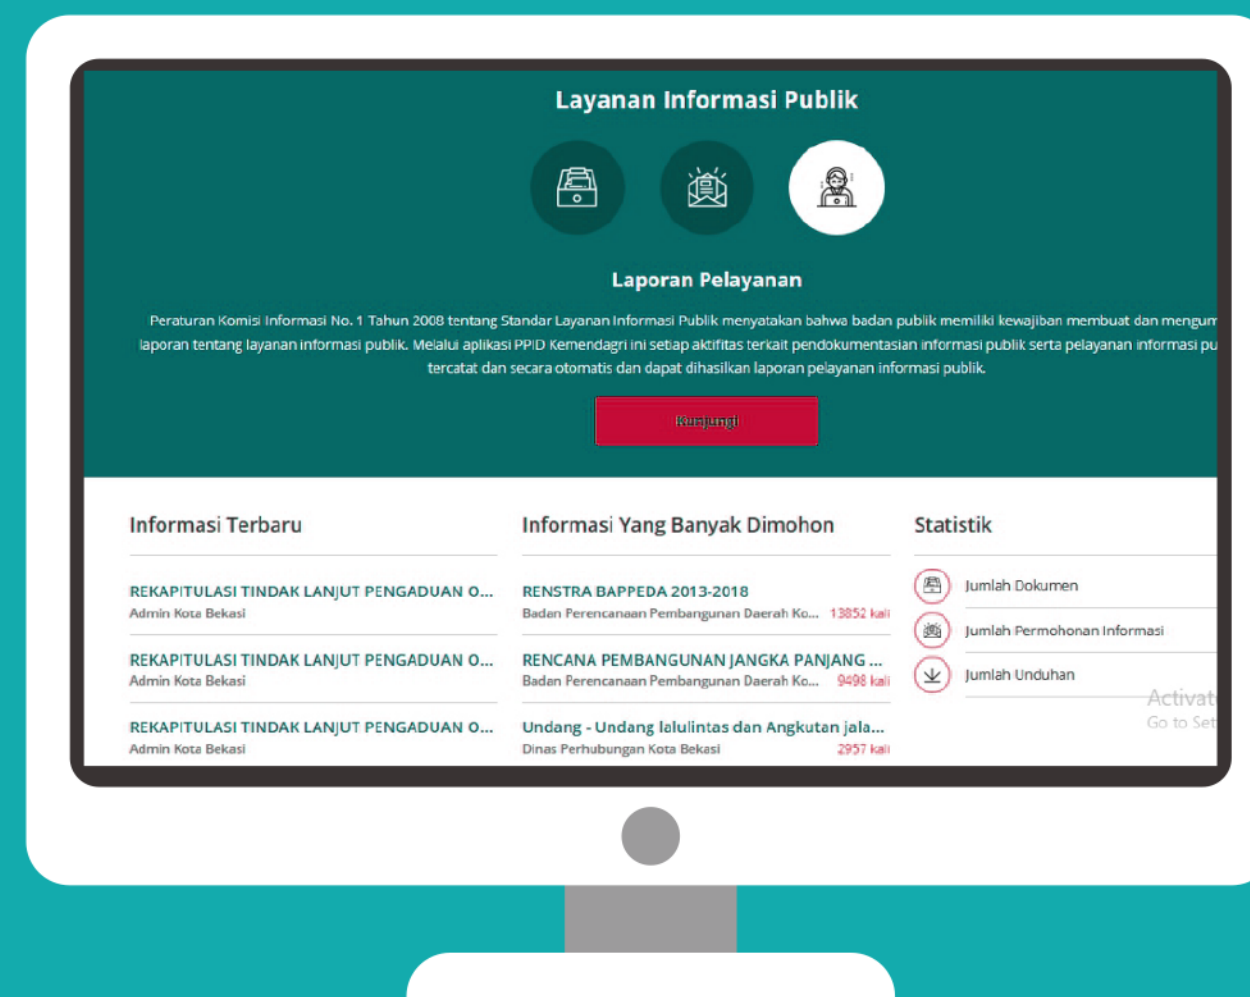 Layanan Informasi Publik
Laporan Pelayanan
Peraturan Komisi Informasi No. 1 Tahun 2008 tentang Standar Layanan Informasi Publik menyatakan bahwa badan publik memiliki kewajiban membuat dan mengum
laporan tentang layanan informasi publik. Melalui aplikasi PPID Kemendagri ini setiap aktifitas terkait pendokumentasian informasi publik serta pelayanan informasi pu
tercatat dan secara otomatis dan dapat dihasilkan laporan pelayanan informasi publik.
Kunjungi
Informasi Terbaru
REKAPITULASI TINDAK LANJUT PENGADUAN O...
Admin Kota Bekasi
REKAPITULASI TINDAK LANJUT PENGADUAN O...
Admin Kota Bekasi
REKAPITULASI TINDAK LANJUT PENGADUAN O...
Admin Kota Bekasi
Informasi Yang Banyak Dimohon
RENSTRA BAPPEDA 2013-2018
Badan Perencanaan Pembangunan Daerah Ko... 13852 kali
RENCANA PEMBANGUNAN JANGKA PANJANG ...
Badan Perencanaan Pembangunan Daerah Ko... 9498 kali
Undang - Undang lalulintas dan Angkutan jala...
Dinas Perhubungan Kota Bekasi 2957 kali
Statistik
Jumlah Dokumen
Jumlah Permohonan Informasi
Jumlah Unduhan
Activat
Go to Set